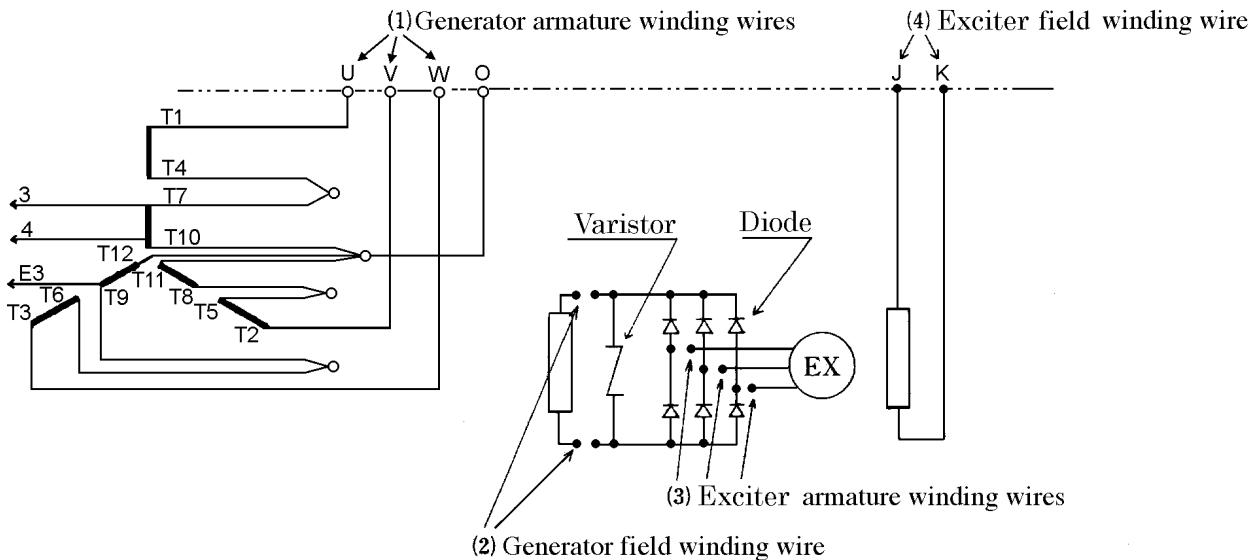 (1) Generator armature winding wires
(4) Exciter field winding wire
U V W O
J K
T1
T4
3
T7
4
T10
T12
T11
E3
T9
T8
T6
T5
T3
T2
Varistor
Diode
EX
(3) Exciter armature winding wires
(2) Generator field winding wire